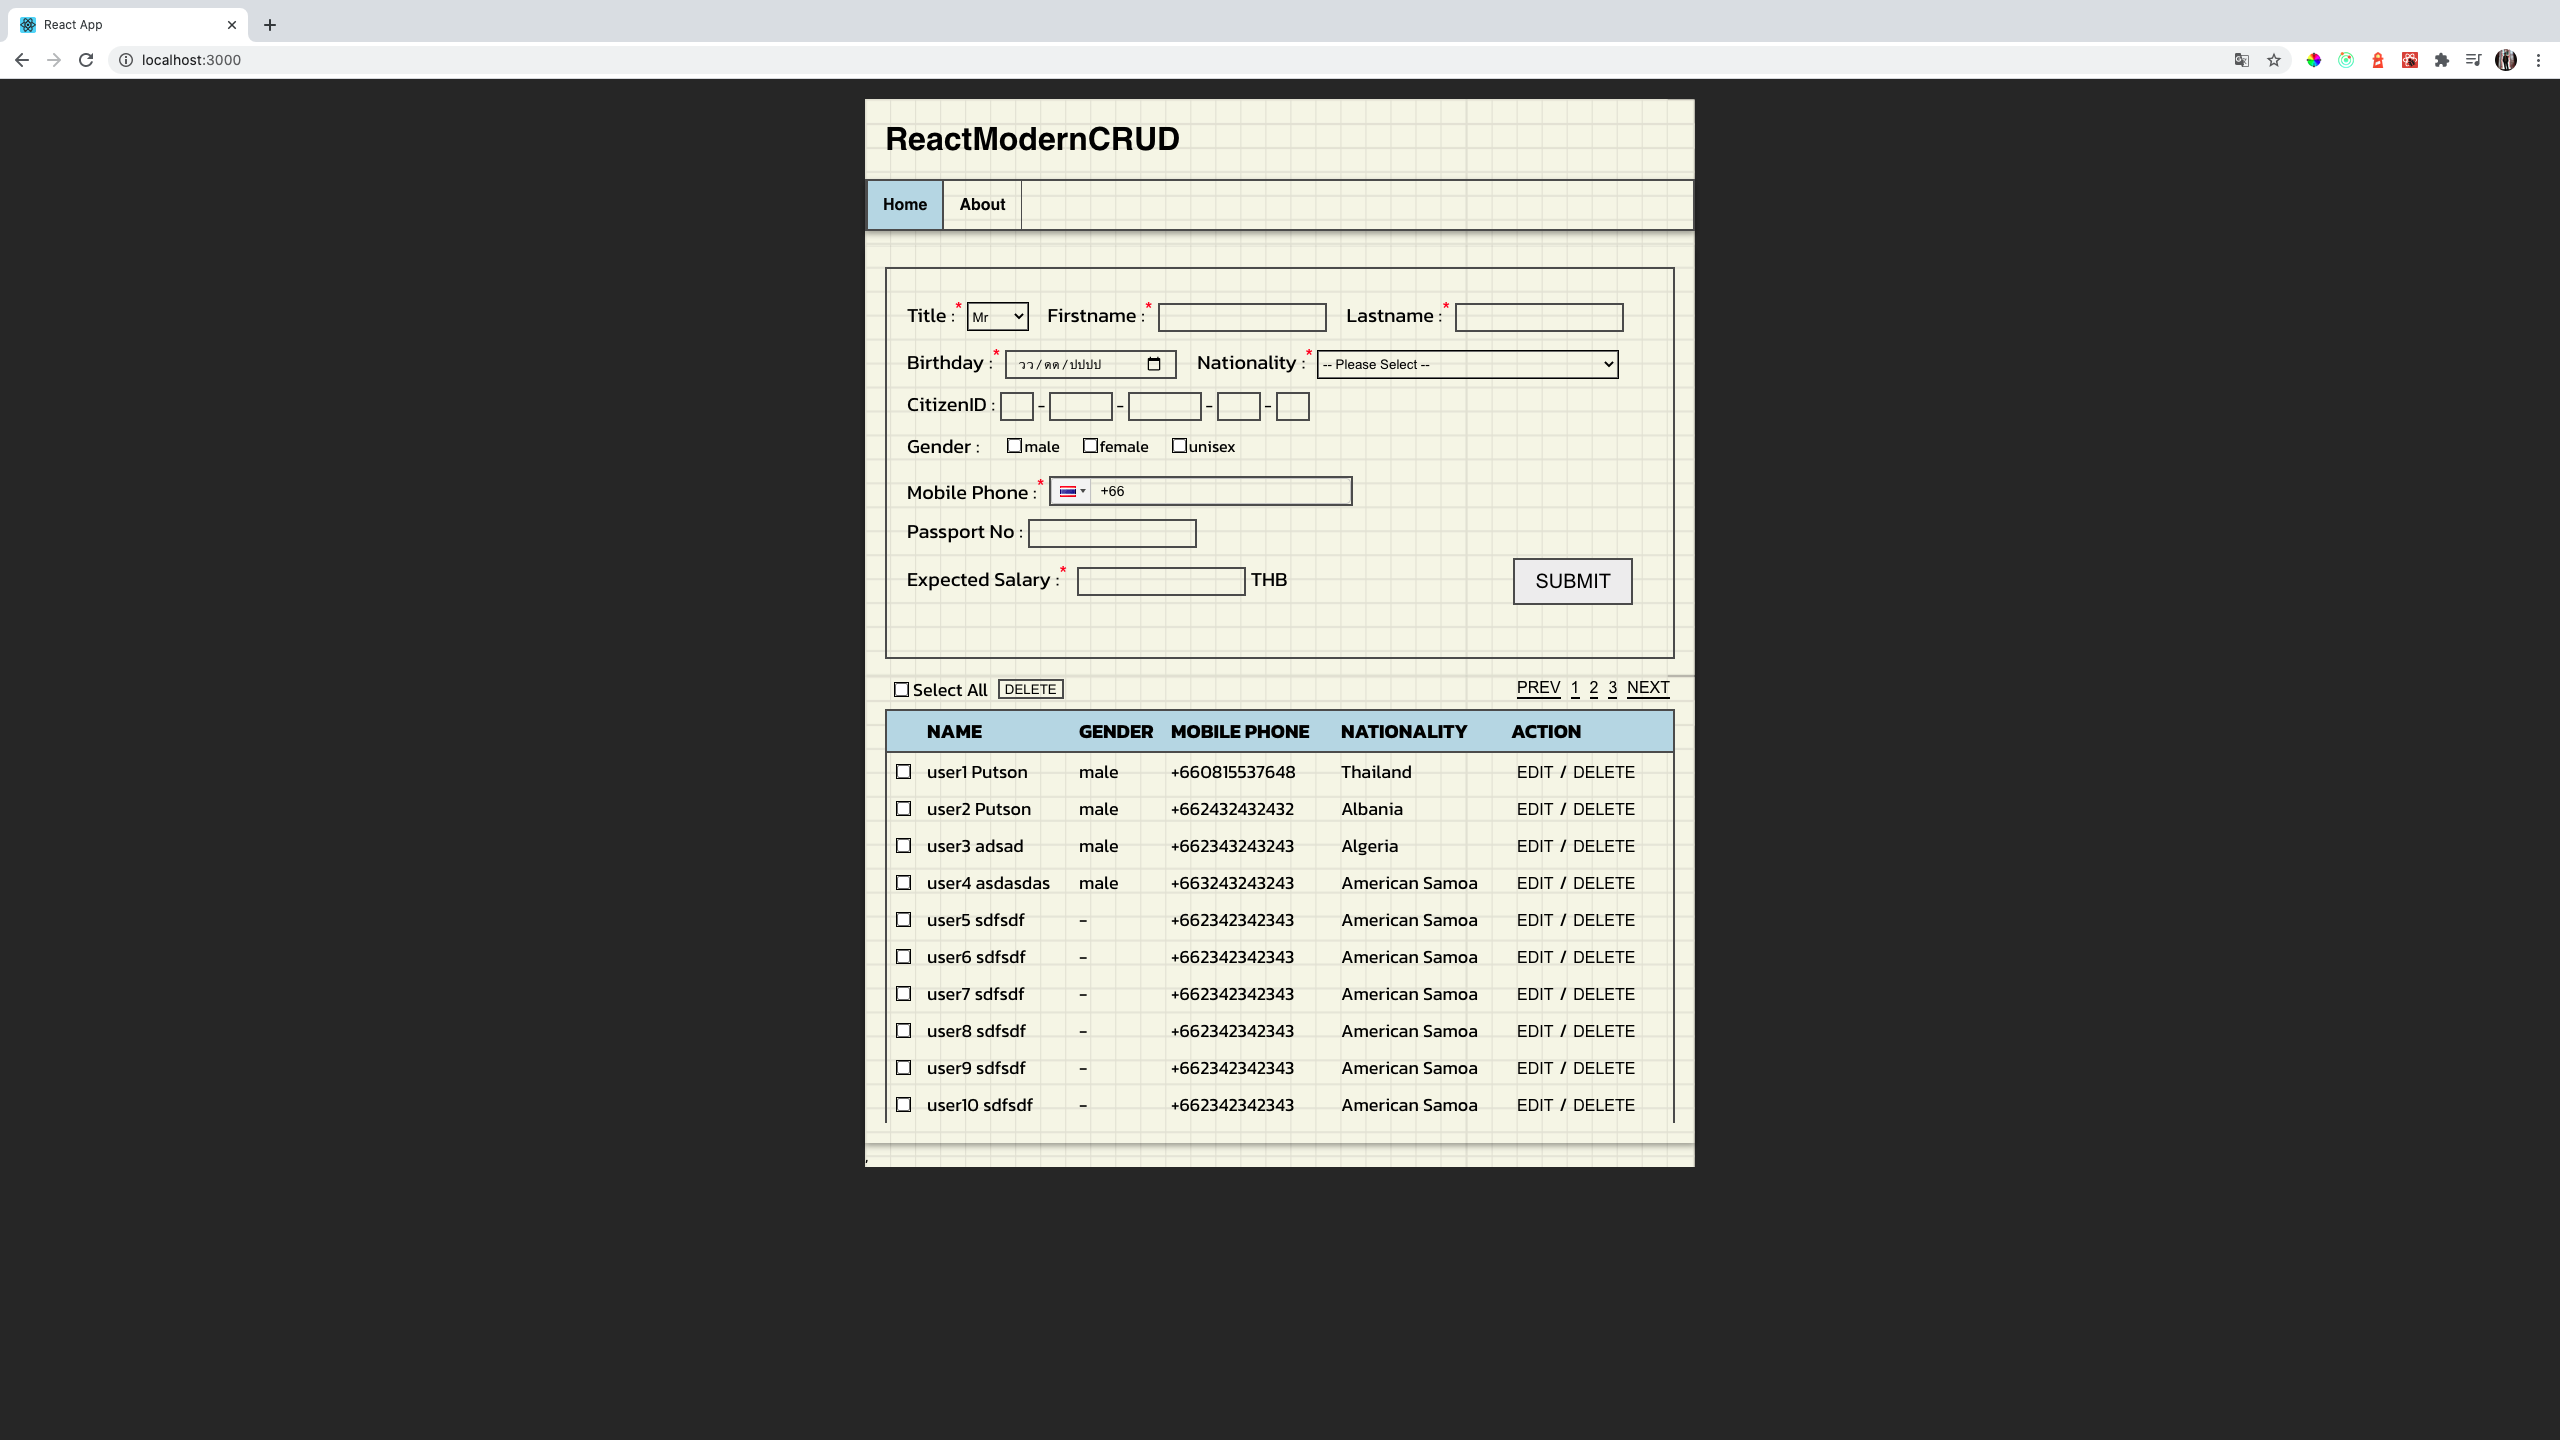 React App
localhost:3000
ReactModernCRUD
Home About
Title :* Mr Firstname :* Lastname :*
Birthday :* วว/ดด/ปปปป Nationality :* -- Please Select --
CitizenID : - - - -
Gender : male female unisex
Mobile Phone :* +66
Passport No :
Expected Salary :* THB SUBMIT
Select All DELETE PREV 1 2 3 NEXT
NAME GENDER MOBILE PHONE NATIONALITY ACTION
user1 Putson male +660815537648 Thailand EDIT / DELETE
user2 Putson male +662432432432 Albania EDIT / DELETE
user3 adsad male +662343243243 Algeria EDIT / DELETE
user4 asdasdas male +663243243243 American Samoa EDIT / DELETE
user5 sdfsdf - +662342342343 American Samoa EDIT / DELETE
user6 sdfsdf - +662342342343 American Samoa EDIT / DELETE
user7 sdfsdf - +662342342343 American Samoa EDIT / DELETE
user8 sdfsdf - +662342342343 American Samoa EDIT / DELETE
user9 sdfsdf - +662342342343 American Samoa EDIT / DELETE
user10 sdfsdf - +662342342343 American Samoa EDIT / DELETE
,